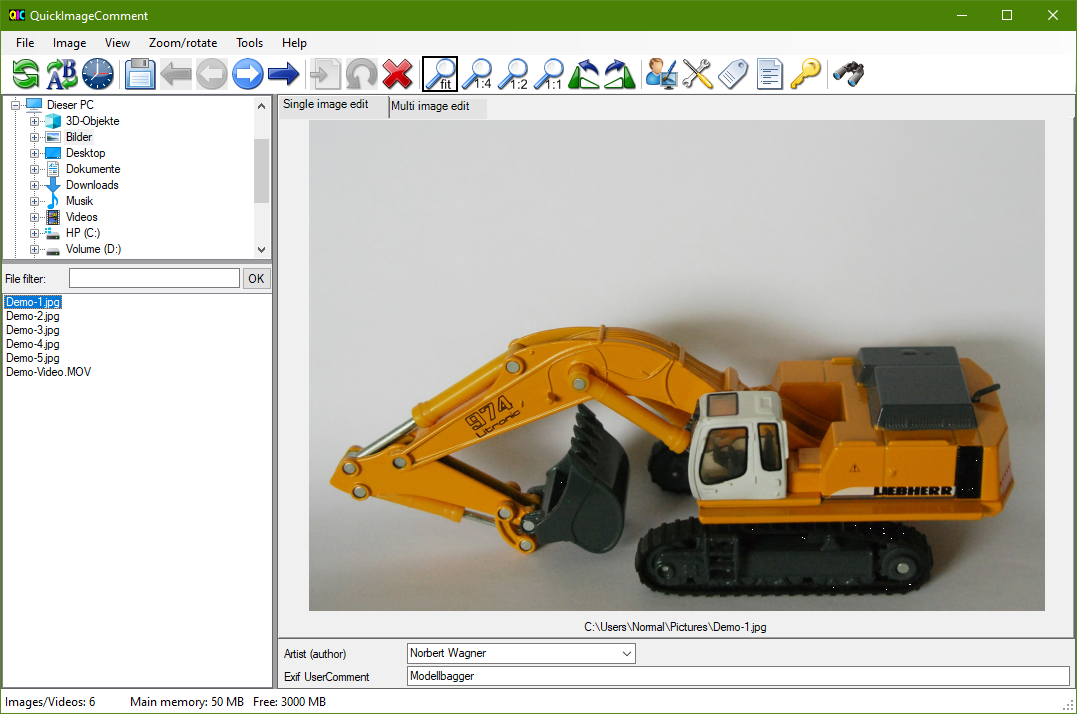 QuickImageComment
File Image View Zoom/rotate Tools Help
fit 1:4 1:2 1:1
Dieser PC
3D-Objekte
Bilder
Desktop
Dokumente
Downloads
Musik
Videos
HP (C:)
Volume (D:)
File filter: OK
Demo-1.jpg
Demo-2.jpg
Demo-3.jpg
Demo-4.jpg
Demo-5.jpg
Demo-Video.MOV
Single image edit Multi image edit
974
Litronic
LIEBHERR
C:\Users\Normal\Pictures\Demo-1.jpg
Artist (author) Norbert Wagner
Exif UserComment Modellbagger
Images/Videos: 6 Main memory: 50 MB Free: 3000 MB